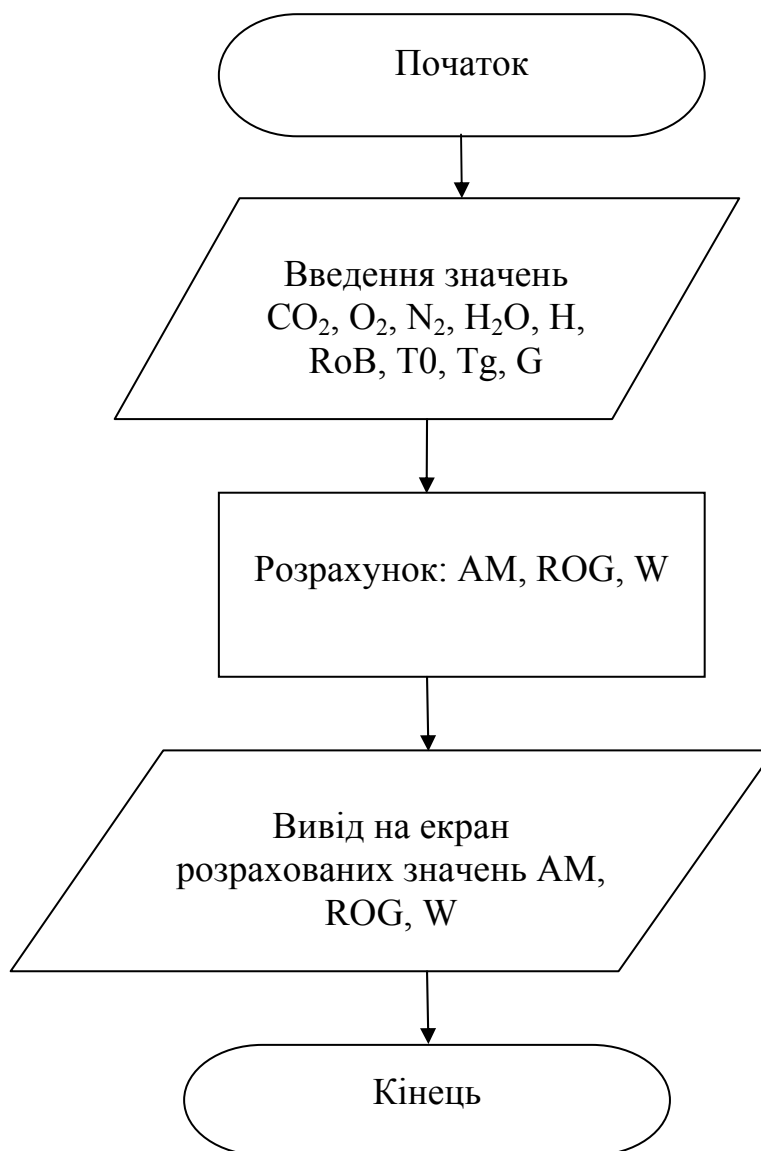 Початок
Введення значень
CO₂, O₂, N₂, H₂O, H,
RoB, T0, Tg, G
Розрахунок: AM, ROG, W
Вивід на екран
розрахованих значень AM,
ROG, W
Кінець